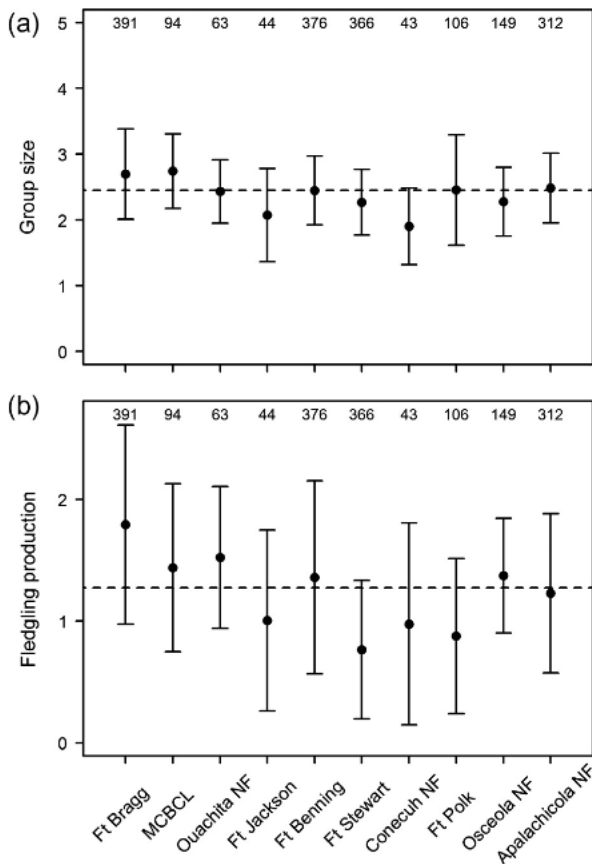 (a)
391 94 63 44 376 366 43 106 149 312
5
4
3
2
1
0
Group size
(b)
391 94 63 44 376 366 43 106 149 312
2
1
0
Fledgling production
Ft Bragg
MCBCL
Ouachita NF
Ft Jackson
Ft Benning
Ft Stewart
Conecuh NF
Ft Polk
Osceola NF
Apalachicola NF